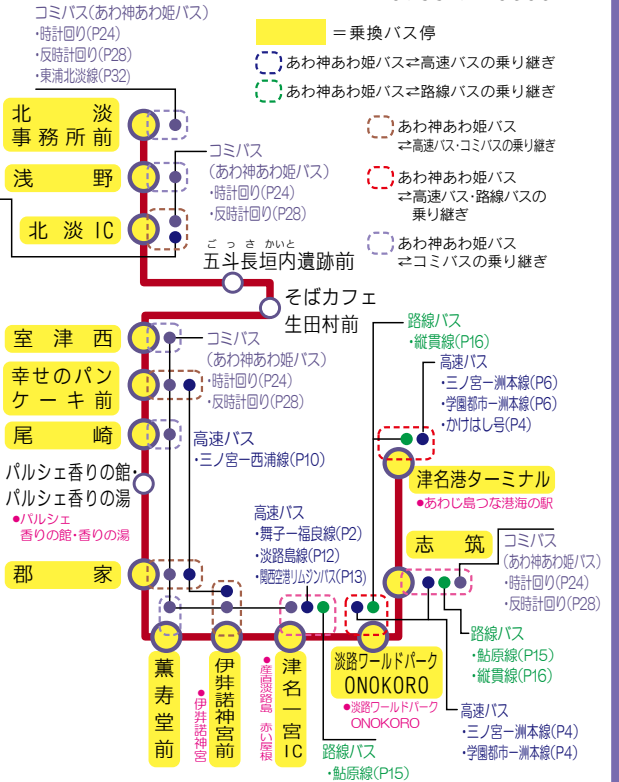 コミバス(あわ神あわ姫バス)
・時計回り(P24)
・反時計回り(P28)
・東浦北淡線(P32)
＝乗換バス停
あわ神あわ姫バス⇄高速バスの乗り継ぎ
あわ神あわ姫バス⇄路線バスの乗り継ぎ
あわ神あわ姫バス
⇄高速バス・コミバスの乗り継ぎ
あわ神あわ姫バス
⇄高速バス・路線バスの
乗り継ぎ
あわ神あわ姫バス
⇄コミバスの乗り継ぎ
北淡
事務所前
浅野
北淡IC
コミバス
(あわ神あわ姫バス)
・時計回り(P24)
・反時計回り(P28)
ごっさかいと
五斗長垣内遺跡前
そばカフェ
生田村前
室津西
幸せのパン
ケーキ前
尾崎
コミバス
(あわ神あわ姫バス)
・時計回り(P24)
・反時計回り(P28)
高速バス
・三ノ宮ー西浦線(P10)
パルシェ香りの館・
パルシェ香りの湯
●パルシェ
香りの館・香りの湯
郡家
路線バス
・縦貫線(P16)
高速バス
・三ノ宮ー洲本線(P6)
・学園都市ー洲本線(P6)
・かけはし号(P4)
津名港ターミナル
●あわじ島つな港海の駅
高速バス
・舞子ー福良線(P2)
・淡路島線(P12)
・関西空港リムジンバス(P13)
志筑
コミバス
(あわ神あわ姫バス)
・時計回り(P24)
・反時計回り(P28)
路線バス
・鮎原線(P15)
・縦貫線(P16)
薫寿堂前
伊弉諾神宮前
●伊弉諾神宮
津名一宮IC
●産直淡路島 赤い屋根
淡路ワールドパーク
ONOKORO
●淡路ワールドパーク
ONOKORO
高速バス
・三ノ宮ー洲本線(P4)
・学園都市ー洲本線(P4)
路線バス
・鮎原線(P15)